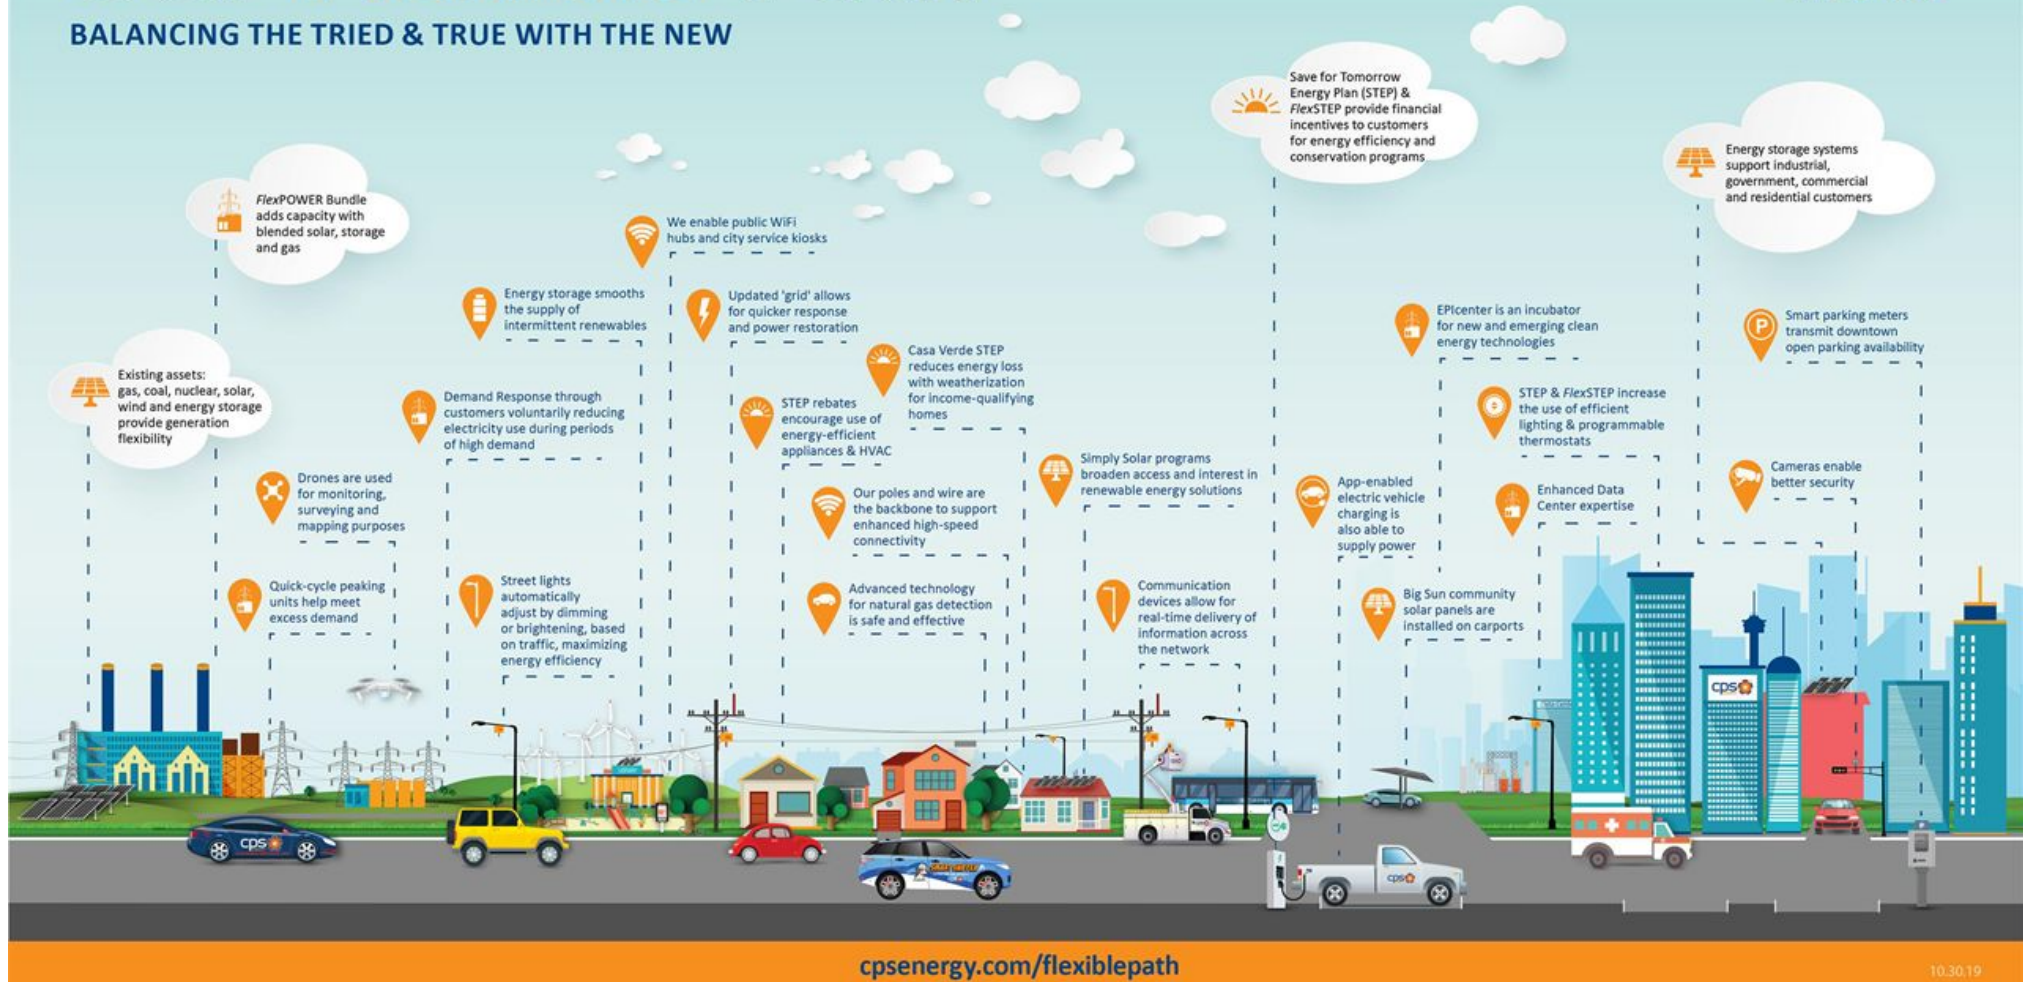 BALANCING THE TRIED & TRUE WITH THE NEW
Save for Tomorrow
Energy Plan (STEP) &
FlexSTEP provide financial
incentives to customers
for energy efficiency and
conservation programs
Energy storage systems
support industrial,
government, commercial
and residential customers
FlexPOWER Bundle
adds capacity with
blended solar, storage
and gas
We enable public WiFi
hubs and city service kiosks
Energy storage smooths
the supply of
intermittent renewables
Updated 'grid' allows
for quicker response
and power restoration
EPIcenter is an incubator
for new and emerging clean
energy technologies
P
Smart parking meters
transmit downtown
open parking availability
Existing assets:
gas, coal, nuclear, solar,
wind and energy storage
provide generation
flexibility
Casa Verde STEP
reduces energy loss
with weatherization
for income-qualifying
homes
Demand Response through
customers voluntarily reducing
electricity use during periods
of high demand
STEP rebates
encourage use of
energy-efficient
appliances & HVAC
STEP & FlexSTEP increase
the use of efficient
lighting & programmable
thermostats
Drones are used
for monitoring,
surveying and
mapping purposes
Our poles and wire are
the backbone to support
enhanced high-speed
connectivity
Simply Solar programs
broaden access and interest in
renewable energy solutions
App-enabled
electric vehicle
charging is
also able to
supply power
Enhanced Data
Center expertise
Cameras enable
better security
Quick-cycle peaking
units help meet
excess demand
Street lights
automatically
adjust by dimming
or brightening, based
on traffic, maximizing
energy efficiency
Advanced technology
for natural gas detection
is safe and effective
Communication
devices allow for
real-time delivery of
information across
the network
Big Sun community
solar panels are
installed on carports
cps
cps
cps
cpsenergy.com/flexiblepath
10.30.19